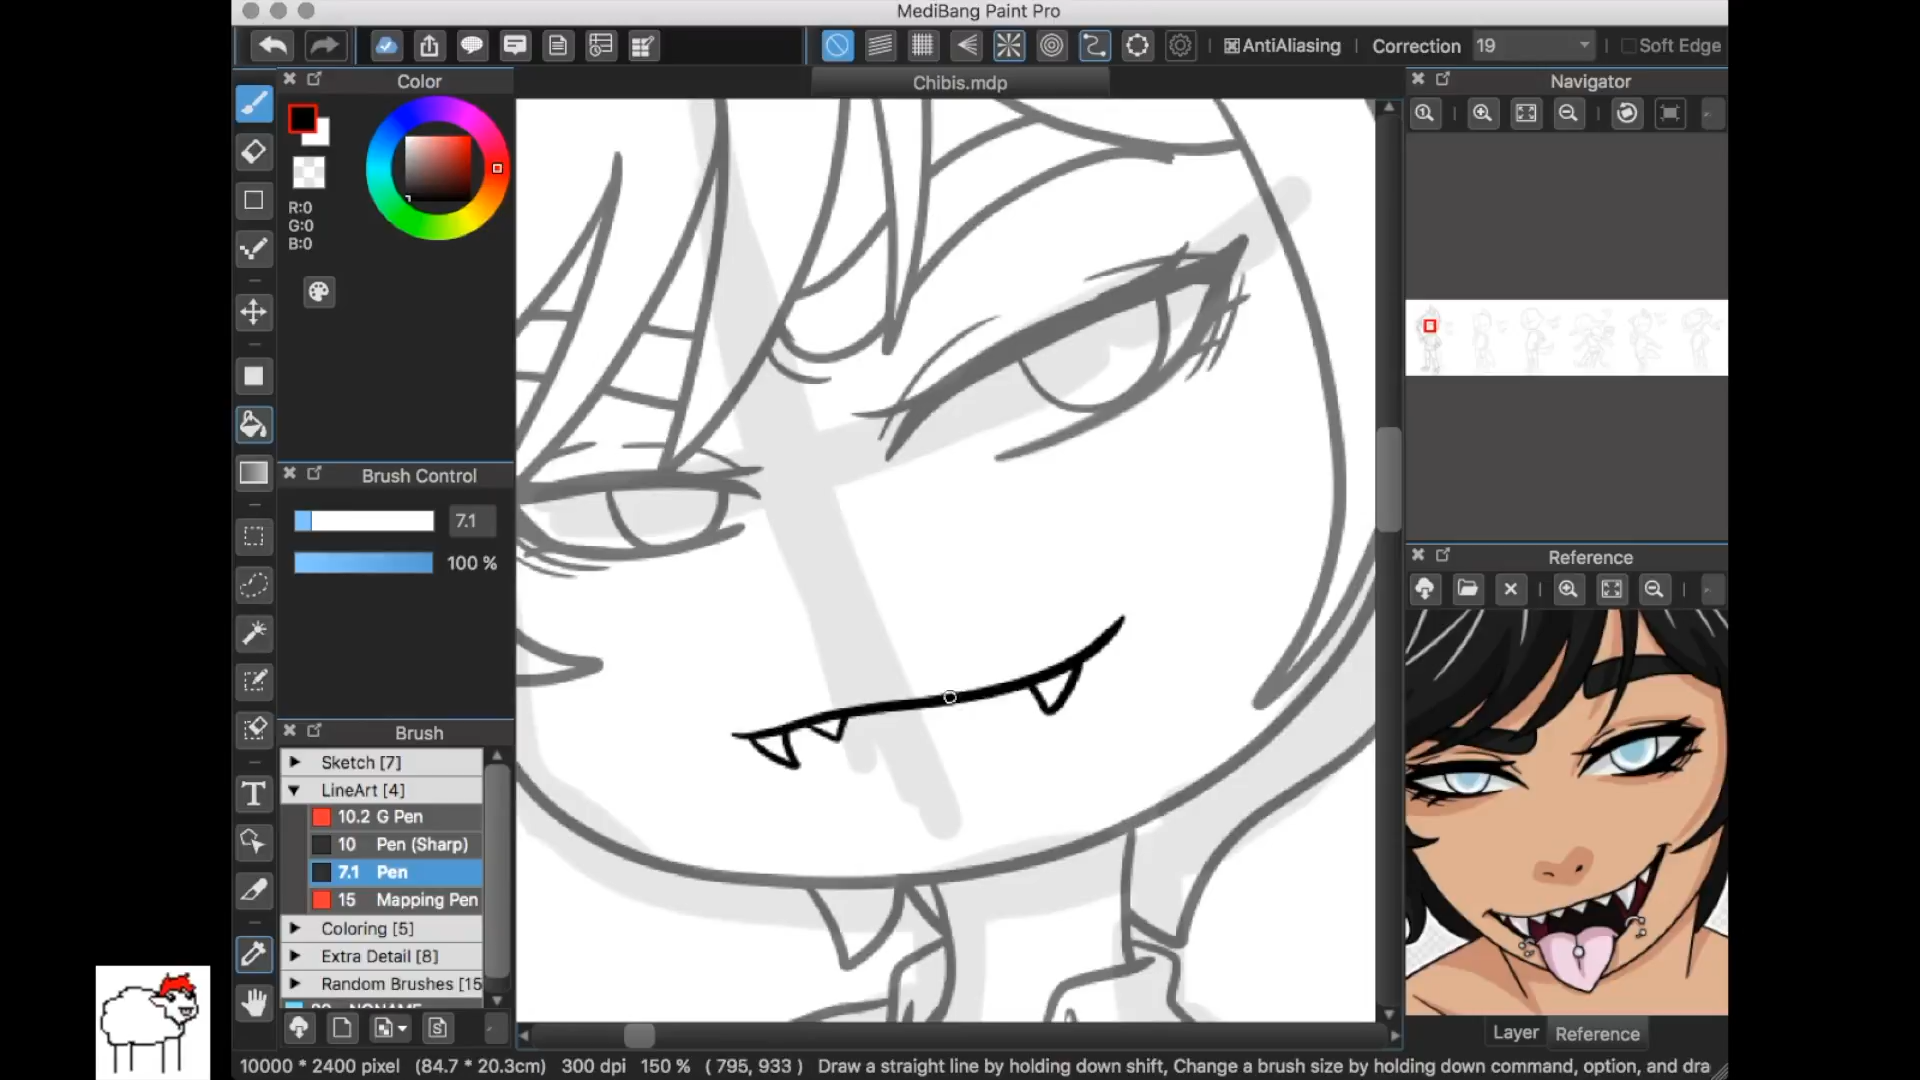 MediBang Paint Pro
AntiAliasing
Correction 19
Soft Edge
Color
Chibis.mdp
Navigator
R:0
G:0
B:0
Brush Control
7.1
100 %
Reference
Brush
Sketch [7]
LineArt [4]
10.2 G Pen
10 Pen (Sharp)
7.1 Pen
15 Mapping Pen
Coloring [5]
Extra Detail [8]
Random Brushes [15
Layer Reference
10000 * 2400 pixel (84.7 * 20.3cm) 300 dpi 150 % ( 795, 933 ) Draw a straight line by holding down shift, Change a brush size by holding down command, option, and dra